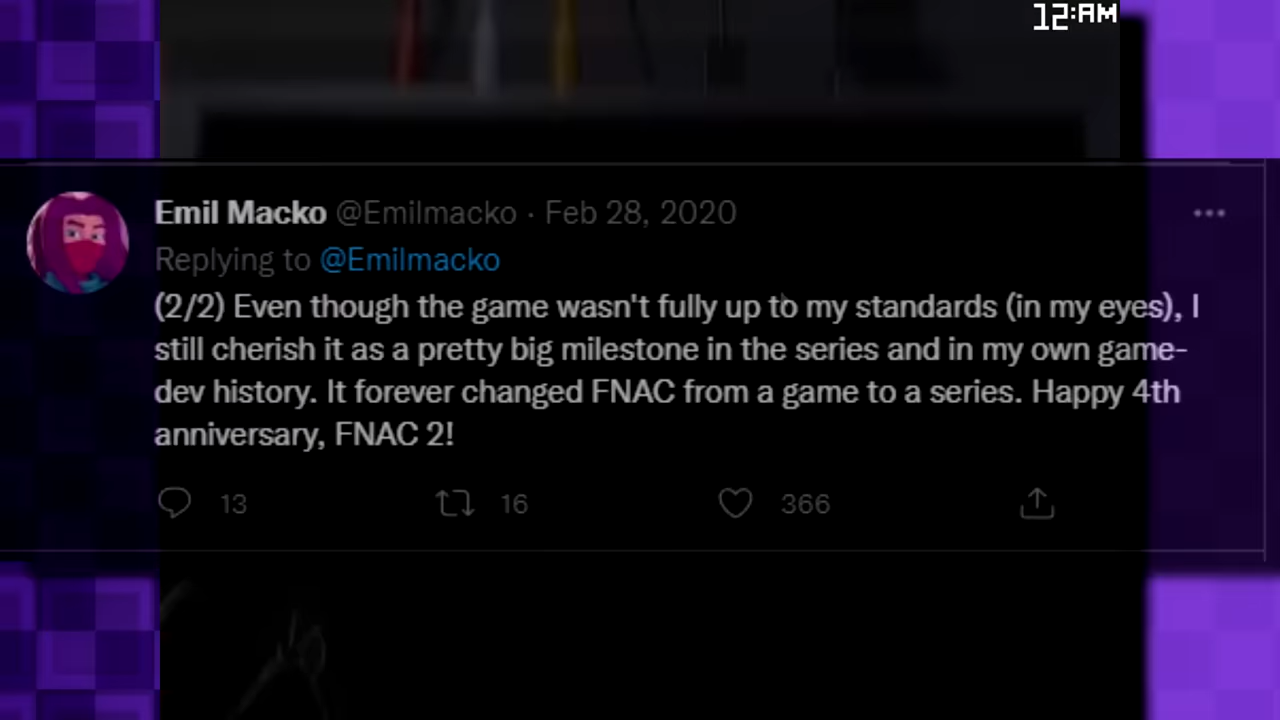 12:AM
Emil Macko @Emilmacko · Feb 28, 2020
Replying to @Emilmacko
(2/2) Even though the game wasn't fully up to my standards (in my eyes), I
still cherish it as a pretty big milestone in the series and in my own game-
dev history. It forever changed FNAC from a game to a series. Happy 4th
anniversary, FNAC 2!
13 16 366